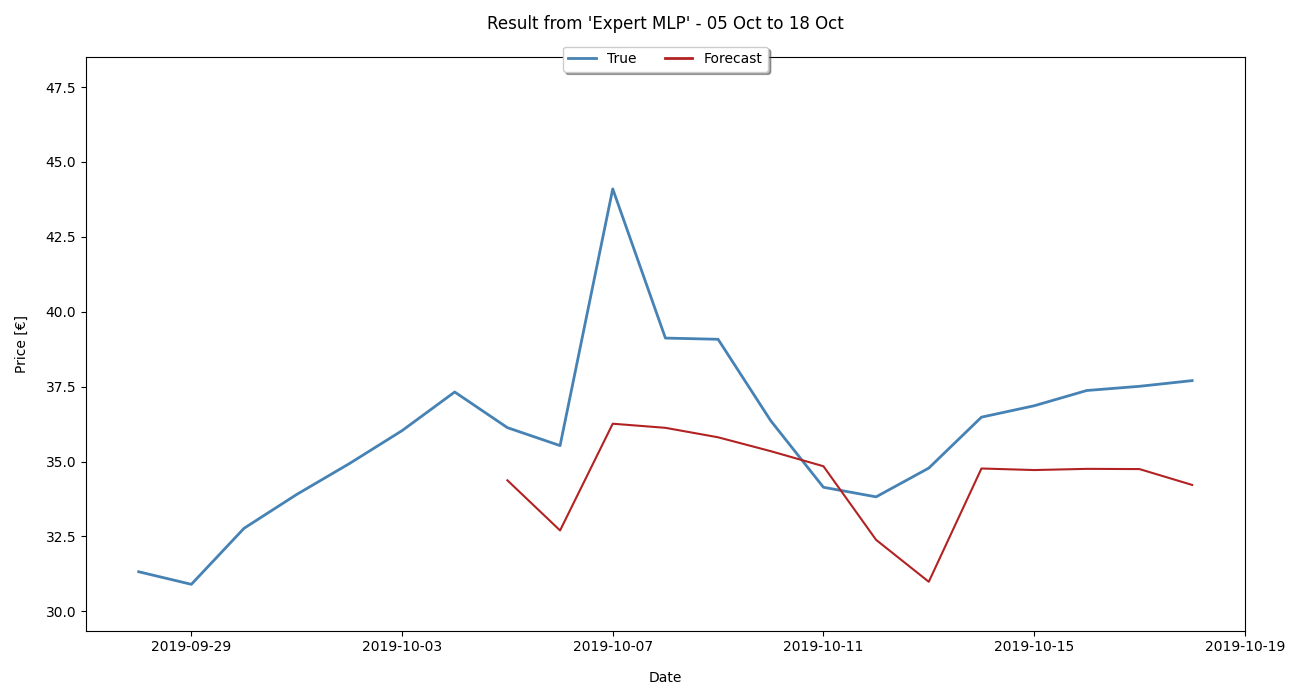 Result from 'Expert MLP' - 05 Oct to 18 Oct
True Forecast
47.5
45.0
42.5
40.0
37.5
35.0
32.5
30.0
Price [€]
2019-09-29 2019-10-03 2019-10-07 2019-10-11 2019-10-15 2019-10-19
Date